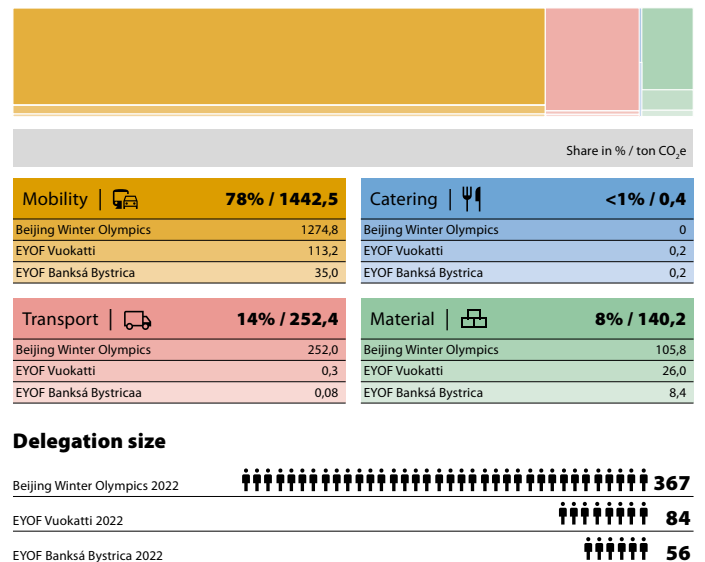 Share in % / ton CO₂e
Mobility | 78% / 1442,5
Beijing Winter Olympics 1274,8
EYOF Vuokatti 113,2
EYOF Banksá Bystrica 35,0
Catering | <1% / 0,4
Beijing Winter Olympics 0
EYOF Vuokatti 0,2
EYOF Banksá Bystrica 0,2
Transport | 14% / 252,4
Beijing Winter Olympics 252,0
EYOF Vuokatti 0,3
EYOF Banksá Bystricaa 0,08
Material | 8% / 140,2
Beijing Winter Olympics 105,8
EYOF Vuokatti 26,0
EYOF Banksá Bystrica 8,4
Delegation size
Beijing Winter Olympics 2022 367
EYOF Vuokatti 2022 84
EYOF Banksá Bystrica 2022 56